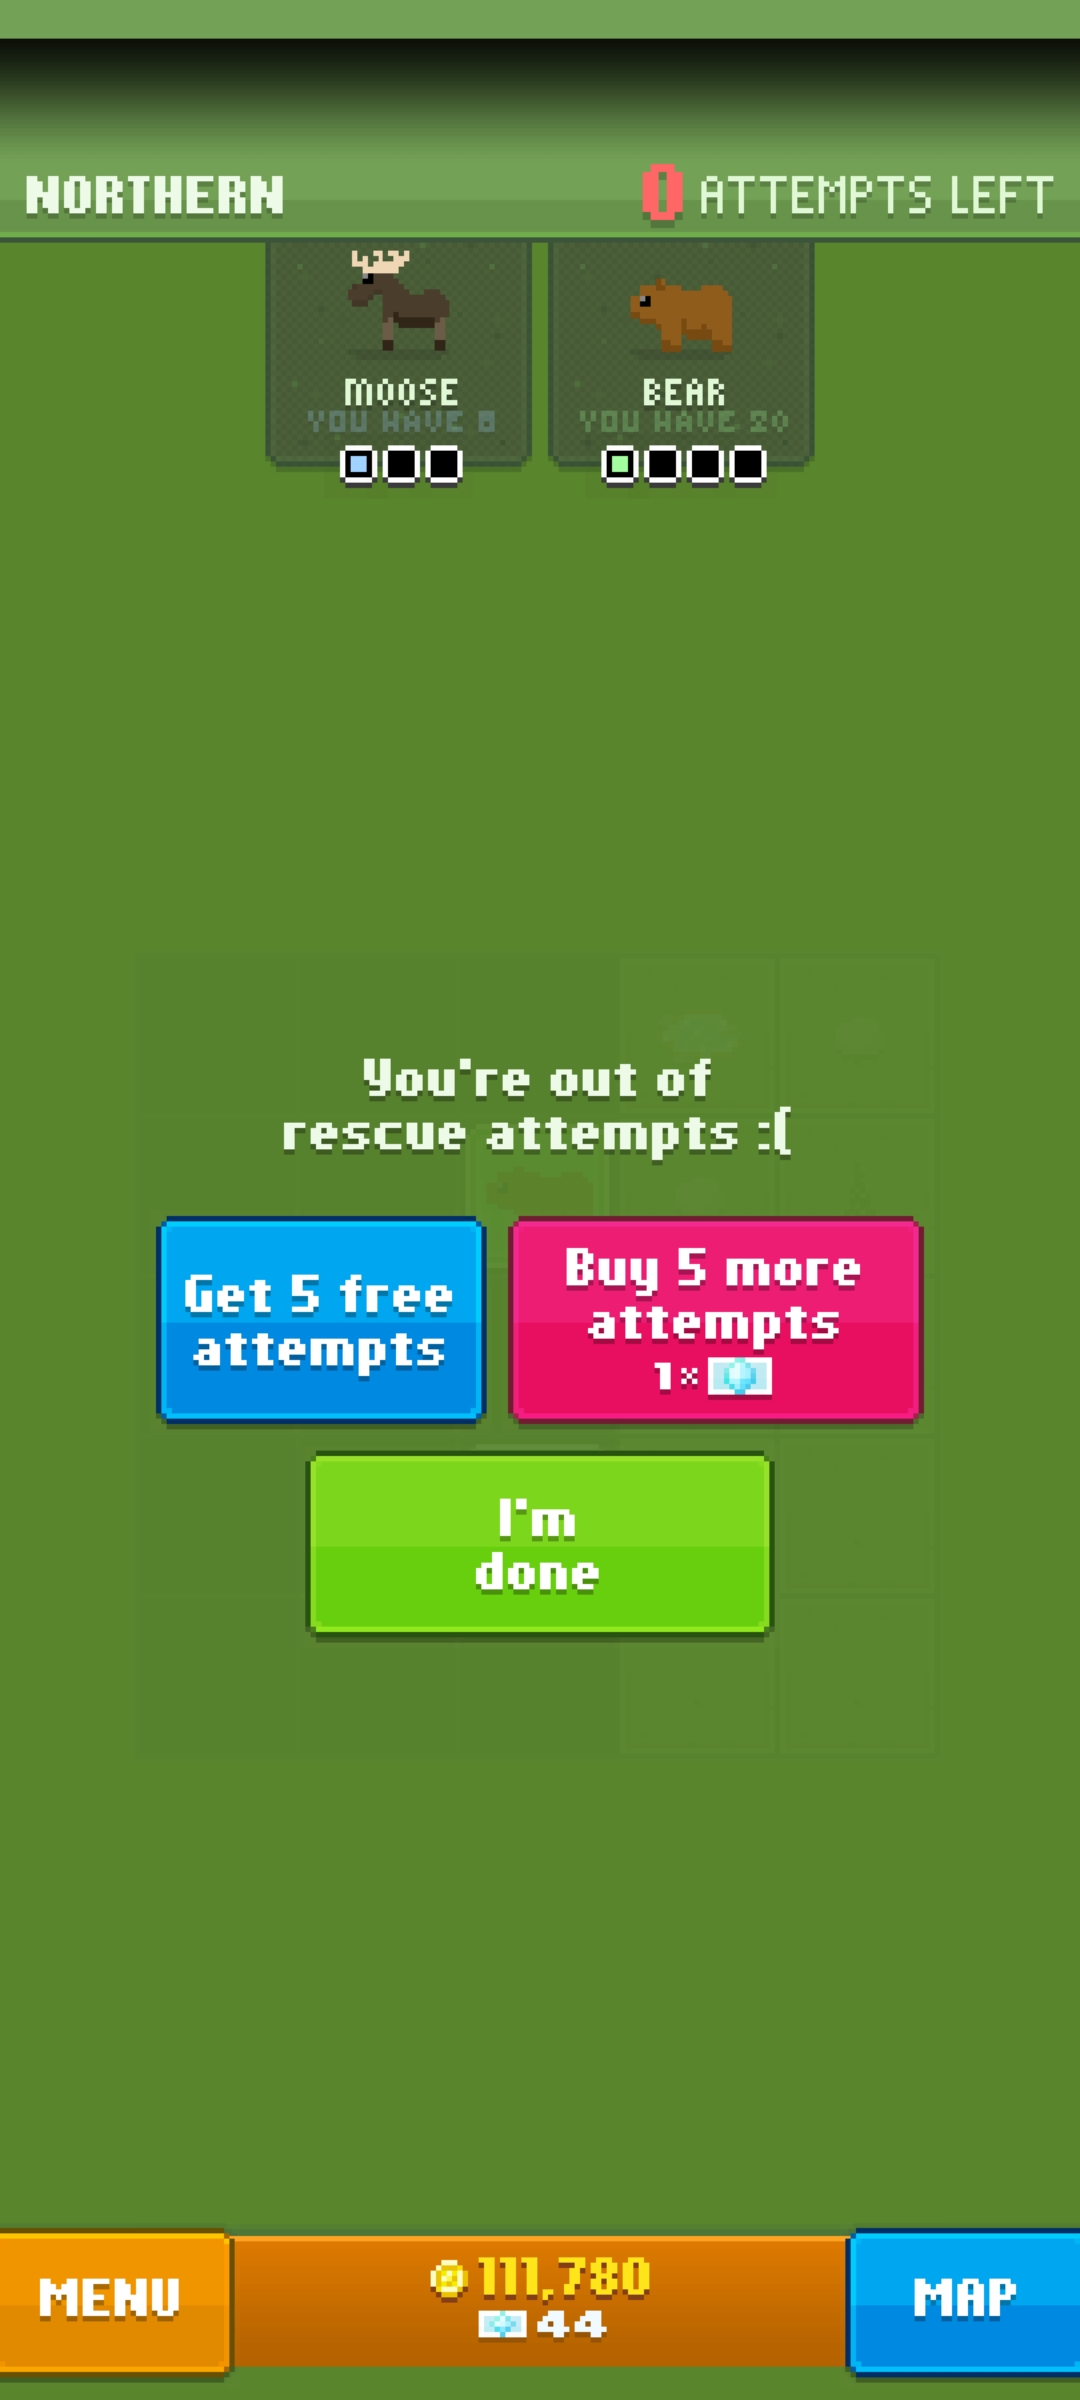 NORTHERN
0 ATTEMPTS LEFT
MOOSE
YOU HAVE 8
BEAR
YOU HAVE 20
You're out of
rescue attempts :(
Get 5 free
attempts
Buy 5 more
attempts
1×
I'm
done
MENU
111,780
44
MAP